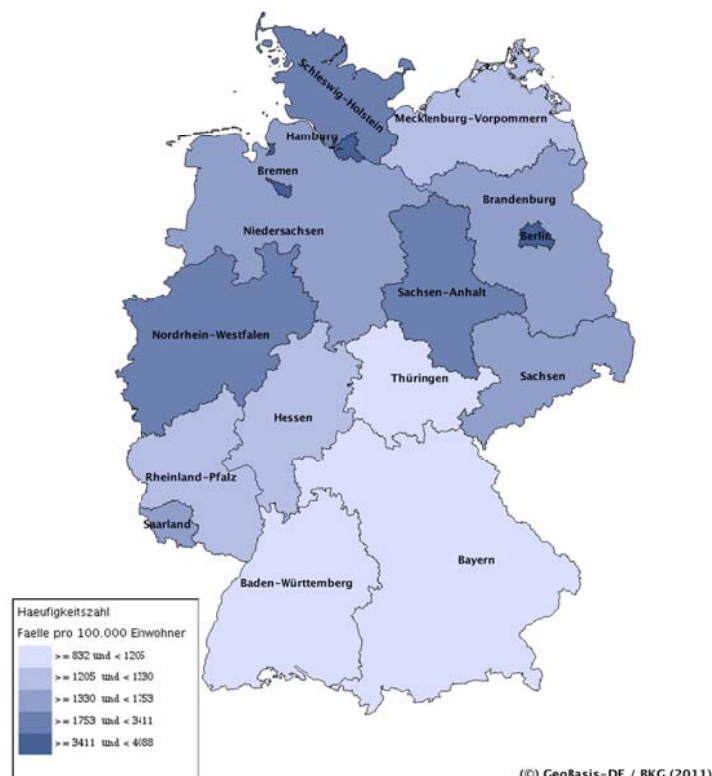 Schleswig-Holstein
Mecklenburg-Vorpommern
Hamburg
Bremen
Brandenburg
Berlin
Niedersachsen
Sachsen-Anhalt
Nordrhein-Westfalen
Thüringen
Sachsen
Hessen
Rheinland-Pfalz
Saarland
Bayern
Baden-Württemberg
Haeufigkeitszahl
Faelle pro 100.000 Einwohner
>= 832 und < 1205
>= 1205 und < 1330
>= 1330 und < 1753
>= 1753 und < 3411
>= 3411 und < 4088
(©) GeoBasis-DE / BKG (2011)